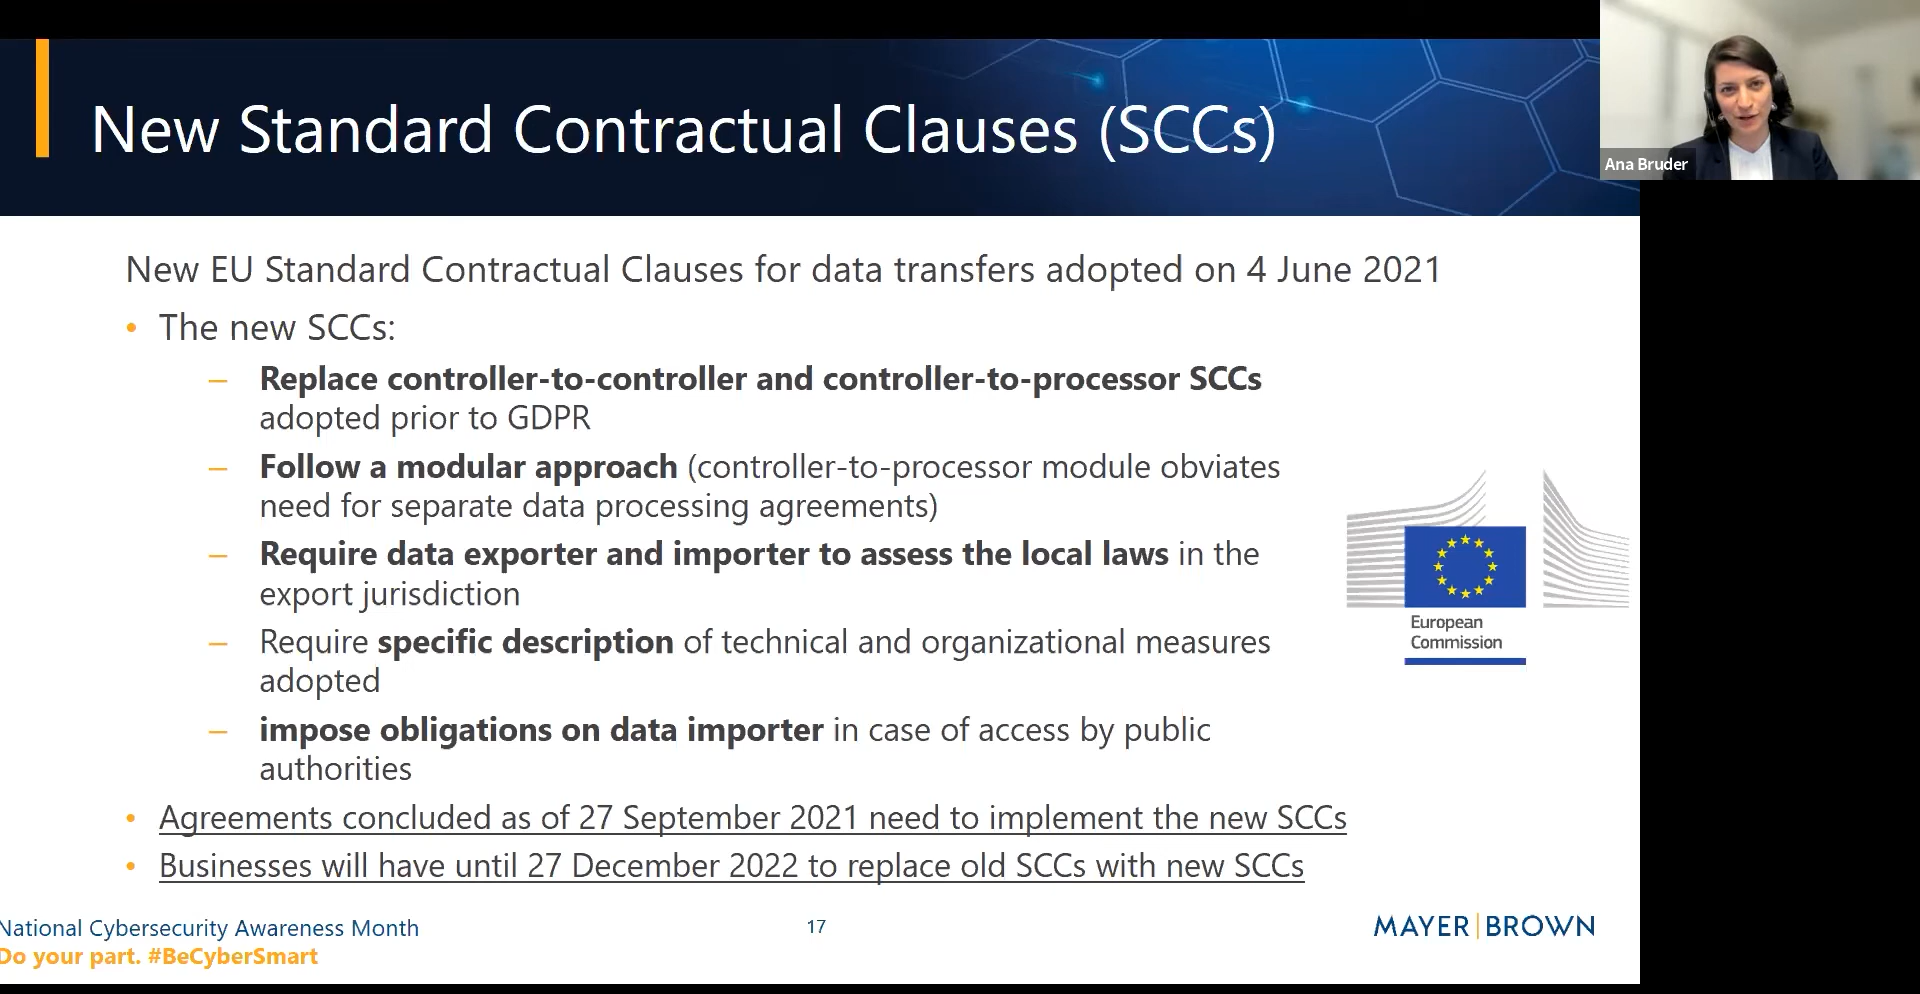 New Standard Contractual Clauses (SCCs)
Ana Bruder
New EU Standard Contractual Clauses for data transfers adopted on 4 June 2021
• The new SCCs:
– Replace controller-to-controller and controller-to-processor SCCs
adopted prior to GDPR
– Follow a modular approach (controller-to-processor module obviates
need for separate data processing agreements)
– Require data exporter and importer to assess the local laws in the
export jurisdiction
– Require specific description of technical and organizational measures
adopted
– impose obligations on data importer in case of access by public
authorities
European
Commission
• Agreements concluded as of 27 September 2021 need to implement the new SCCs
• Businesses will have until 27 December 2022 to replace old SCCs with new SCCs
National Cybersecurity Awareness Month
Do your part. #BeCyberSmart
17
MAYER|BROWN